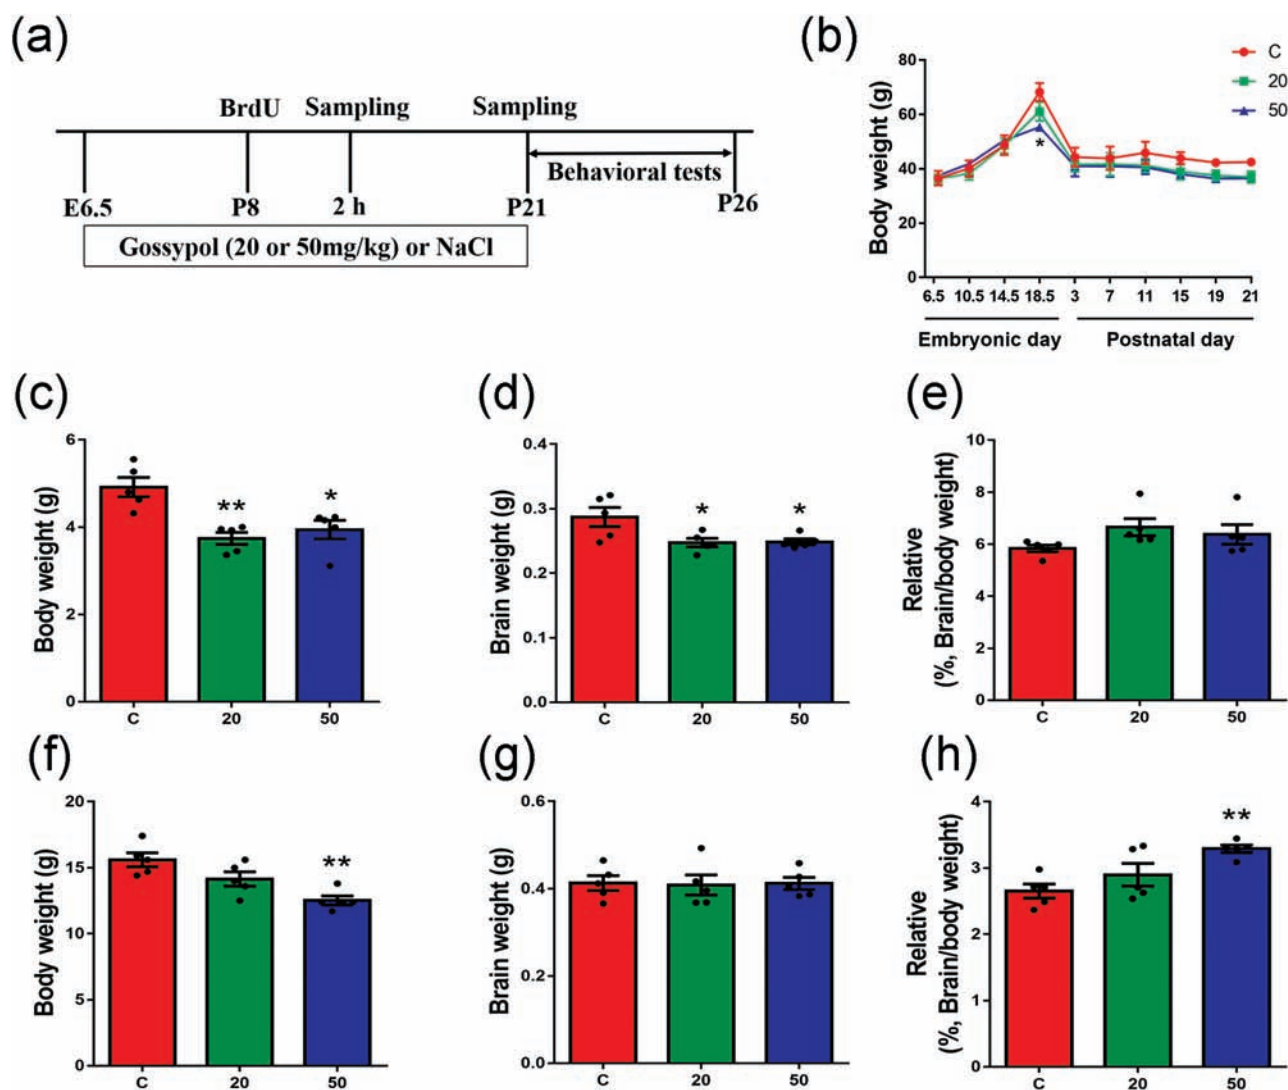 (a)
BrdU Sampling Sampling
Behavioral tests
E6.5 P8 2 h P21 P26
Gossypol (20 or 50mg/kg) or NaCl
(b)
C
20
50
Body weight (g)
80
60
40
20
0
*
6.5 10.5 14.5 18.5 3 7 11 15 19 21
Embryonic day Postnatal day
(c)
Body weight (g)
6
4
2
0
** *
C 20 50
(d)
Brain weight (g)
0.4
0.3
0.2
0.1
0.0
* *
C 20 50
(e)
Relative
(%, Brain/body weight)
10
8
6
4
2
0
C 20 50
(f)
Body weight (g)
20
15
10
5
0
**
C 20 50
(g)
Brain weight (g)
0.6
0.4
0.2
0.0
C 20 50
(h)
Relative
(%, Brain/body weight)
4
3
2
1
0
**
C 20 50